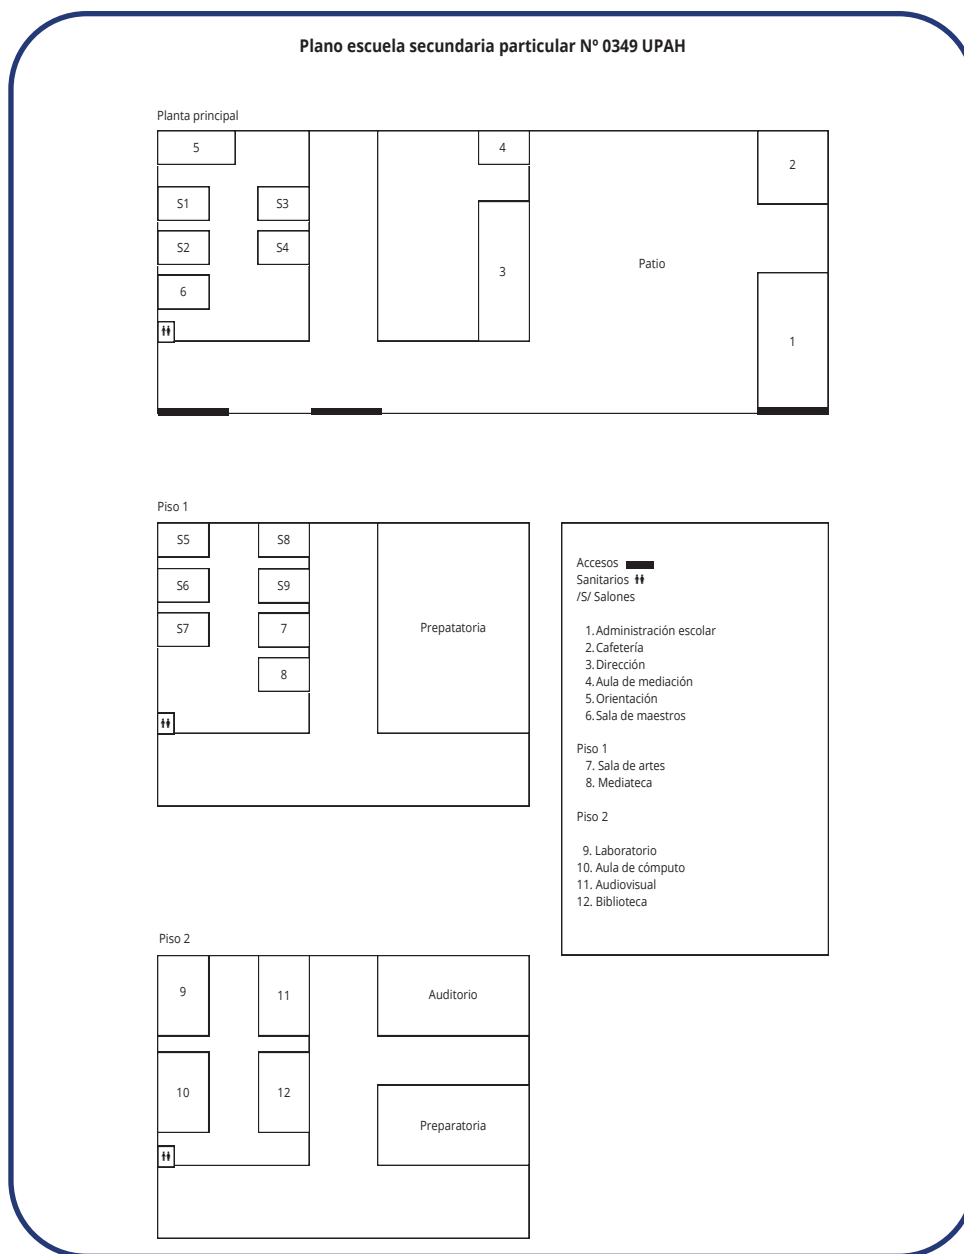 Plano escuela secundaria particular Nº 0349 UPAH
Planta principal
5
4
2
S1
S3
S2
S4
Patio
3
6
1
Piso 1
S5
S8
S6
S9
S7
7
Prepatatoria
8
Accesos
Sanitarios
/S/ Salones
1. Administración escolar
2. Cafetería
3. Dirección
4. Aula de mediación
5. Orientación
6. Sala de maestros
Piso 1
7. Sala de artes
8. Mediateca
Piso 2
9. Laboratorio
10. Aula de cómputo
11. Audiovisual
12. Biblioteca
Piso 2
9
11
Auditorio
10
12
Preparatoria